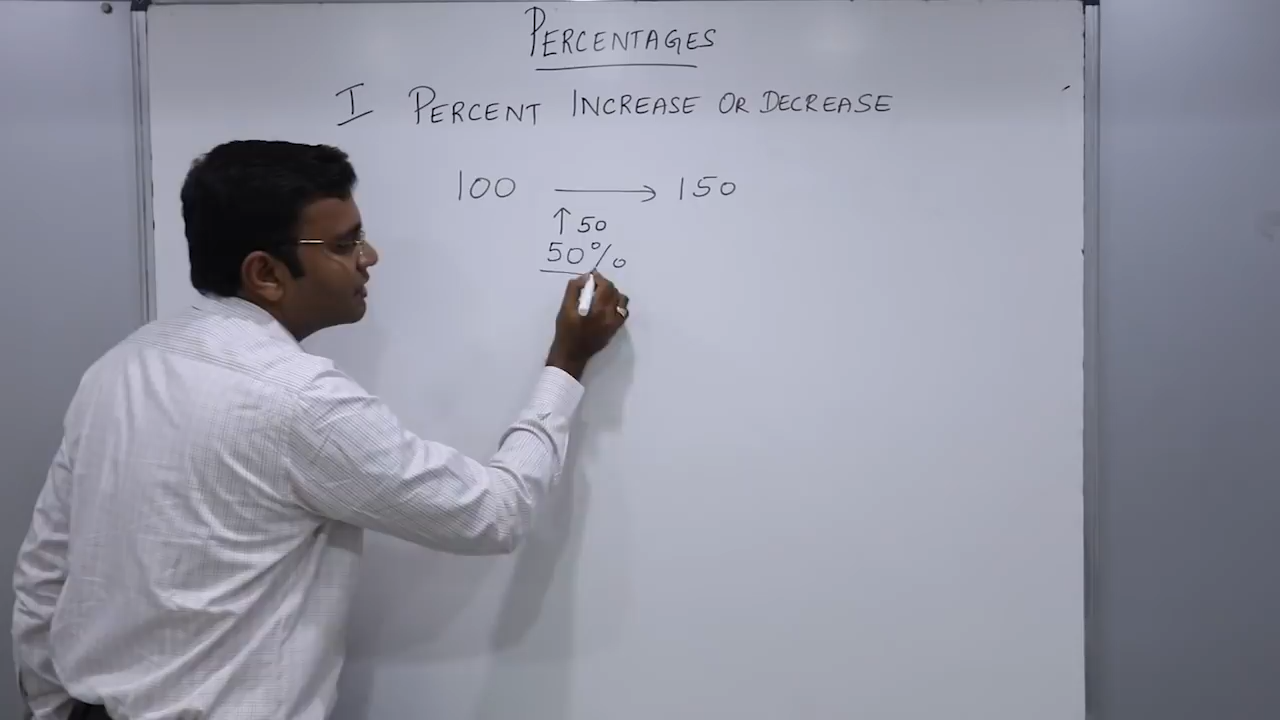 PERCENTAGES
I PERCENT INCREASE OR DECREASE
100 → 150
↑ 50
50%